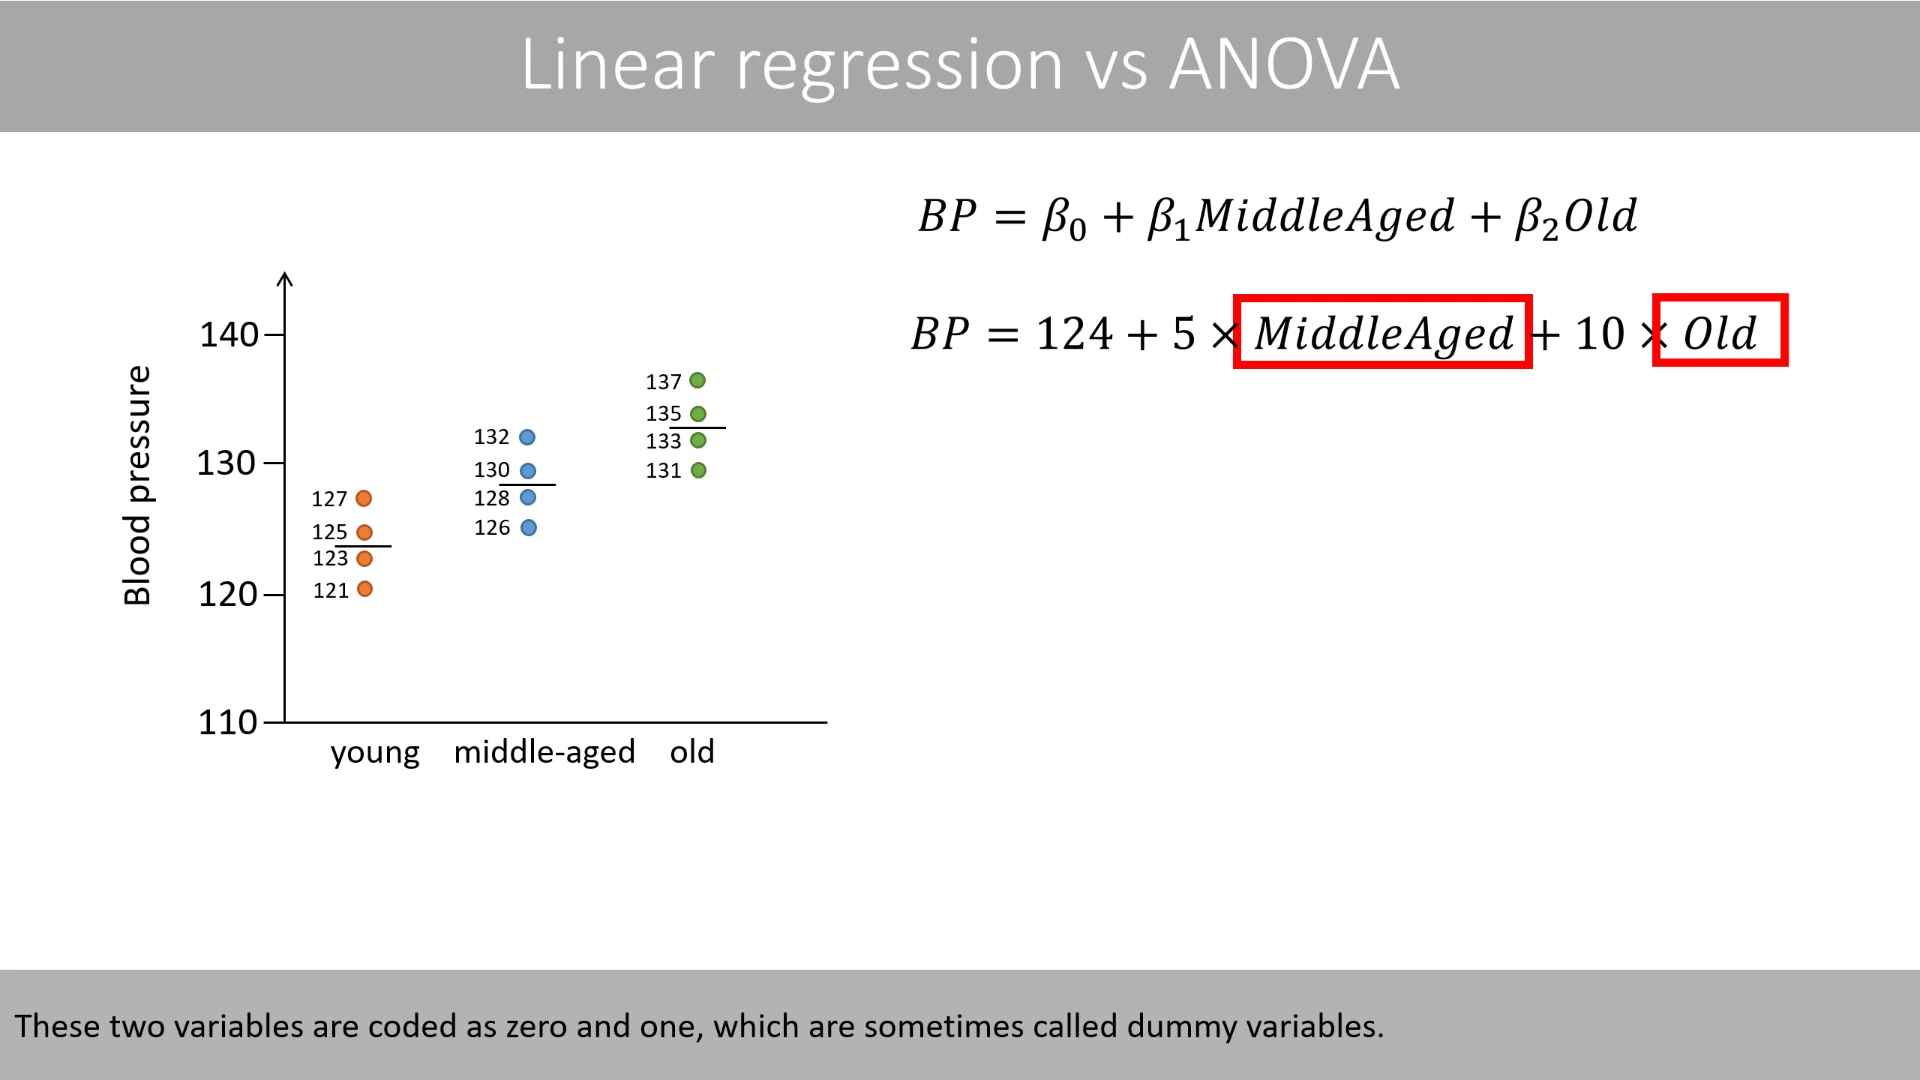 Linear regression vs ANOVA
BP = β₀ + β₁MiddleAged + β₂Old
BP = 124 + 5 × MiddleAged + 10 × Old
Blood pressure
140
130
120
110
127
125
123
121
132
130
128
126
137
135
133
131
young middle-aged old
These two variables are coded as zero and one, which are sometimes called dummy variables.